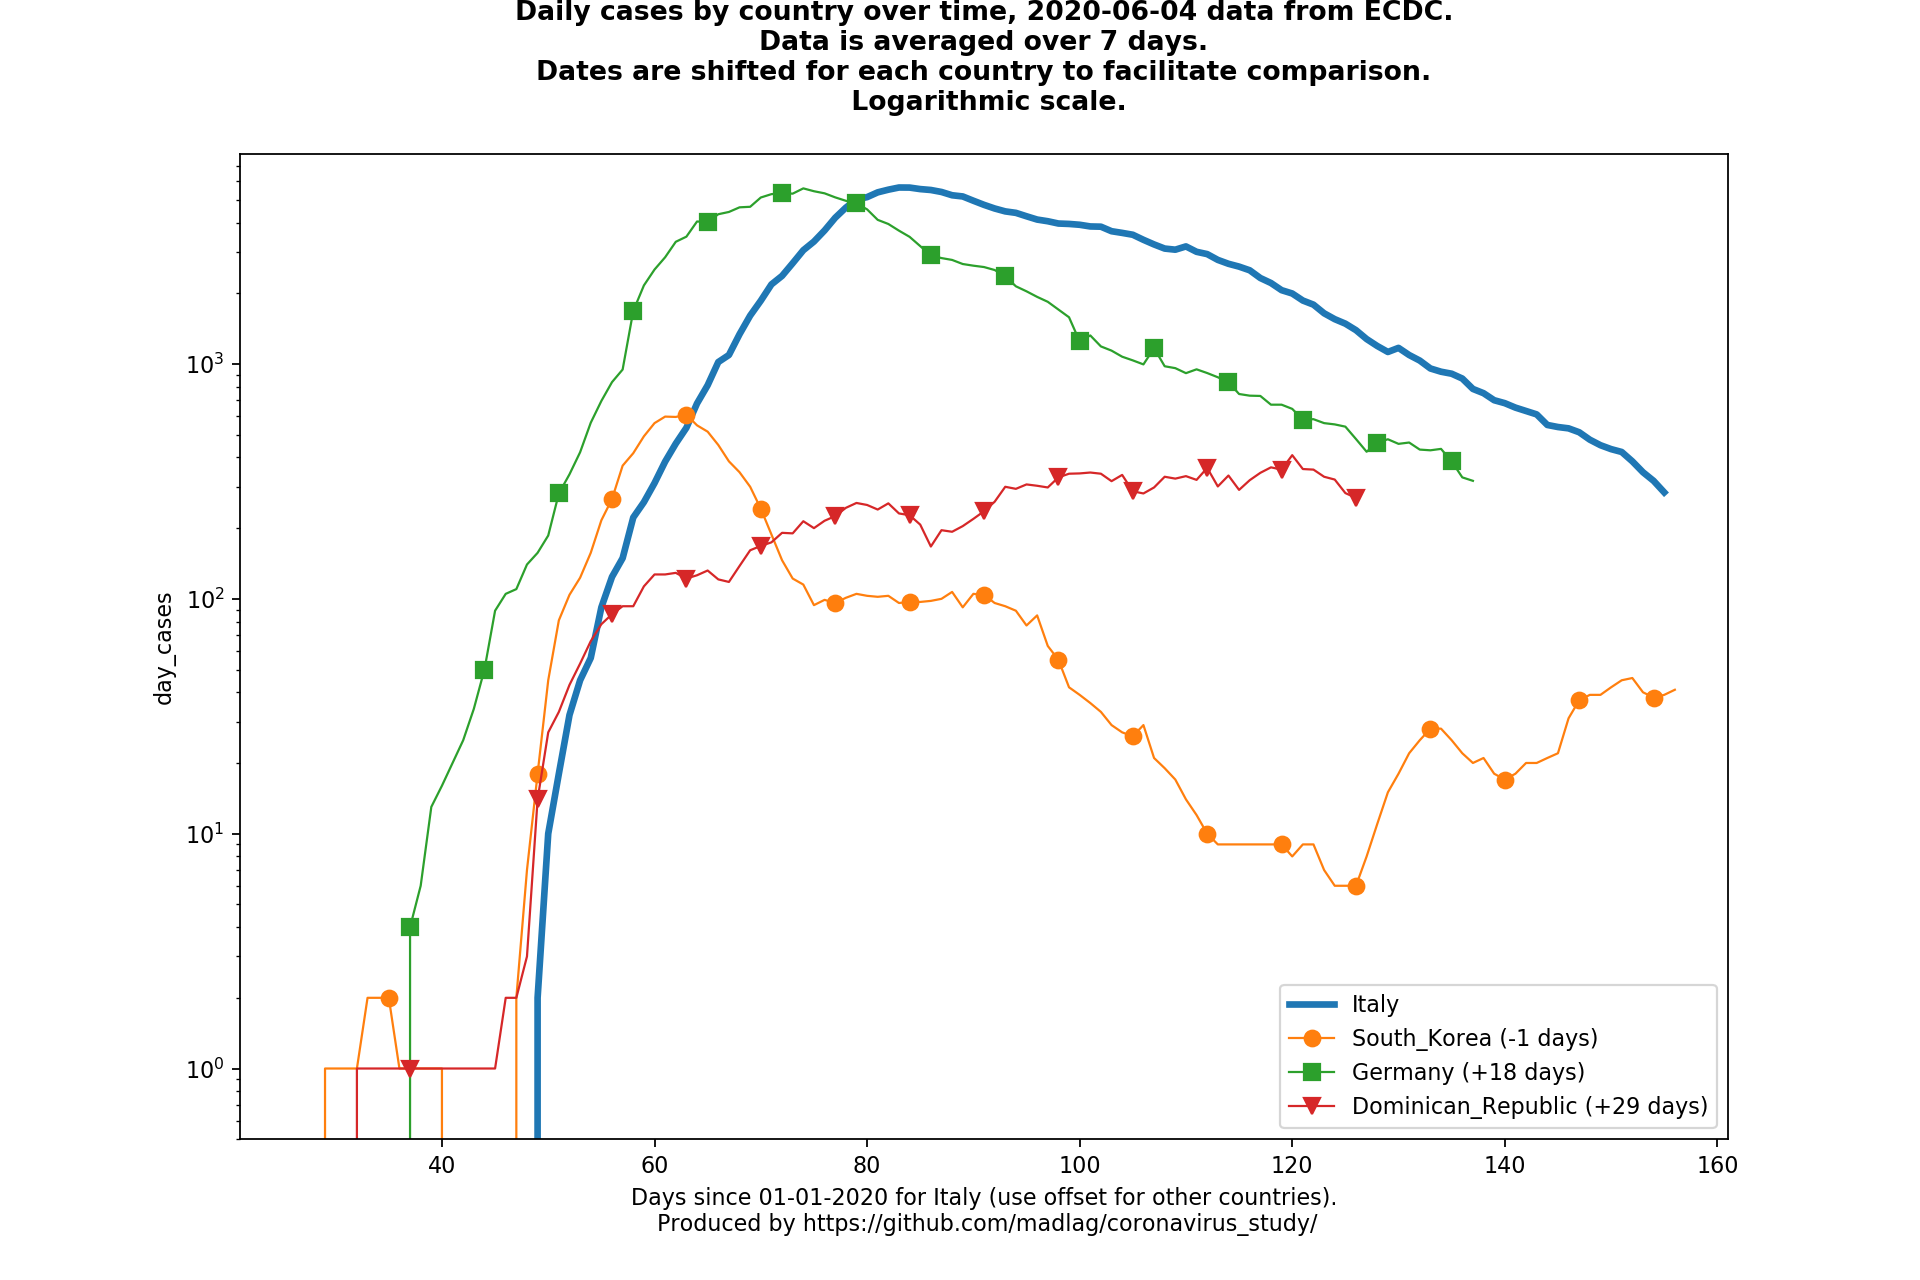 Daily cases by country over time, 2020-06-04 data from ECDC.
Data is averaged over 7 days.
Dates are shifted for each country to facilitate comparison.
Logarithmic scale.
10³
10²
10¹
10⁰
day_cases
40 60 80 100 120 140 160
Days since 01-01-2020 for Italy (use offset for other countries).
Produced by https://github.com/madlag/coronavirus_study/
Italy
South_Korea (-1 days)
Germany (+18 days)
Dominican_Republic (+29 days)